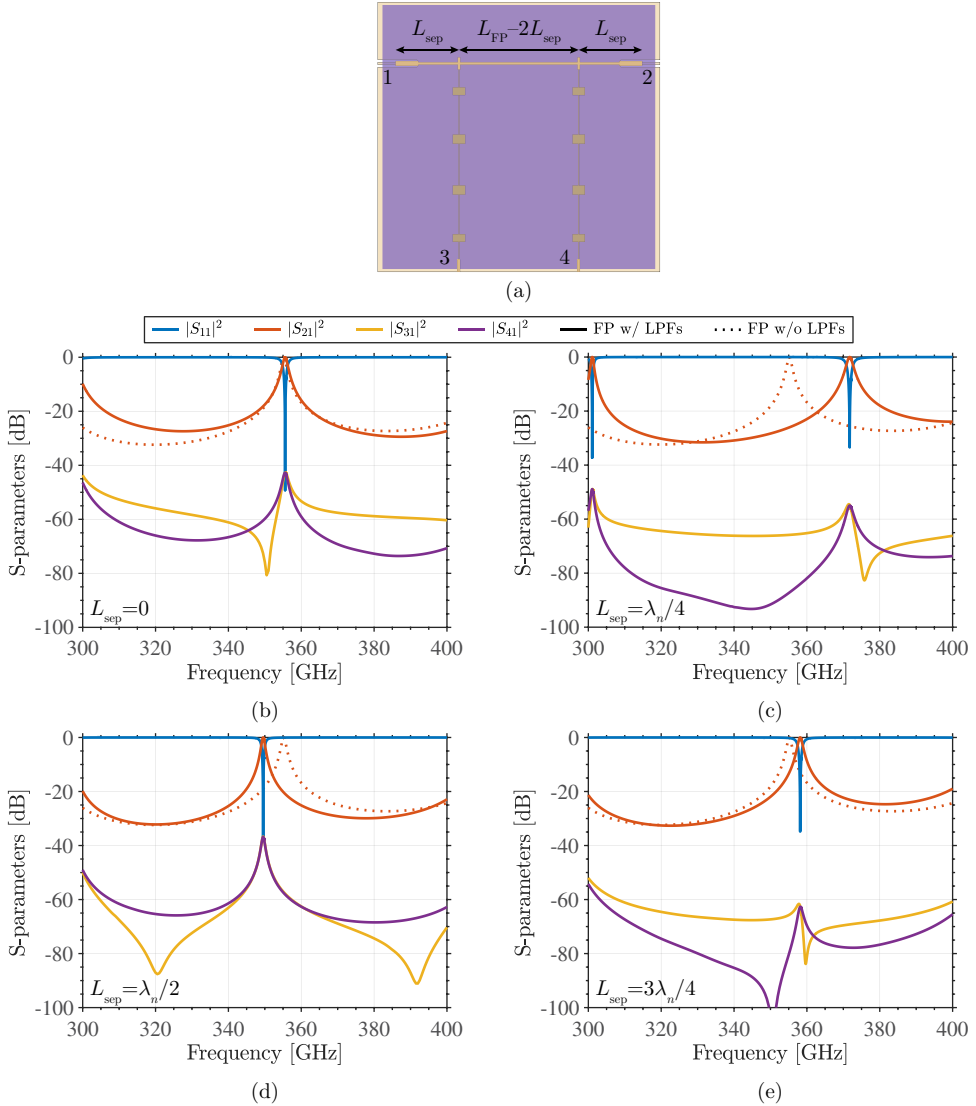 L_sep L_FP–2L_sep L_sep
1 2
3 4
(a)
|S_11|^2 |S_21|^2 |S_31|^2 |S_41|^2 FP w/ LPFs FP w/o LPFs
0
-20
-40
-60
-80
-100
S-parameters [dB]
L_sep=0
300 320 340 360 380 400
Frequency [GHz]
(b)
0
-20
-40
-60
-80
-100
S-parameters [dB]
L_sep=λ_n/4
300 320 340 360 380 400
Frequency [GHz]
(c)
0
-20
-40
-60
-80
-100
S-parameters [dB]
L_sep=λ_n/2
300 320 340 360 380 400
Frequency [GHz]
(d)
0
-20
-40
-60
-80
-100
S-parameters [dB]
L_sep=3λ_n/4
300 320 340 360 380 400
Frequency [GHz]
(e)